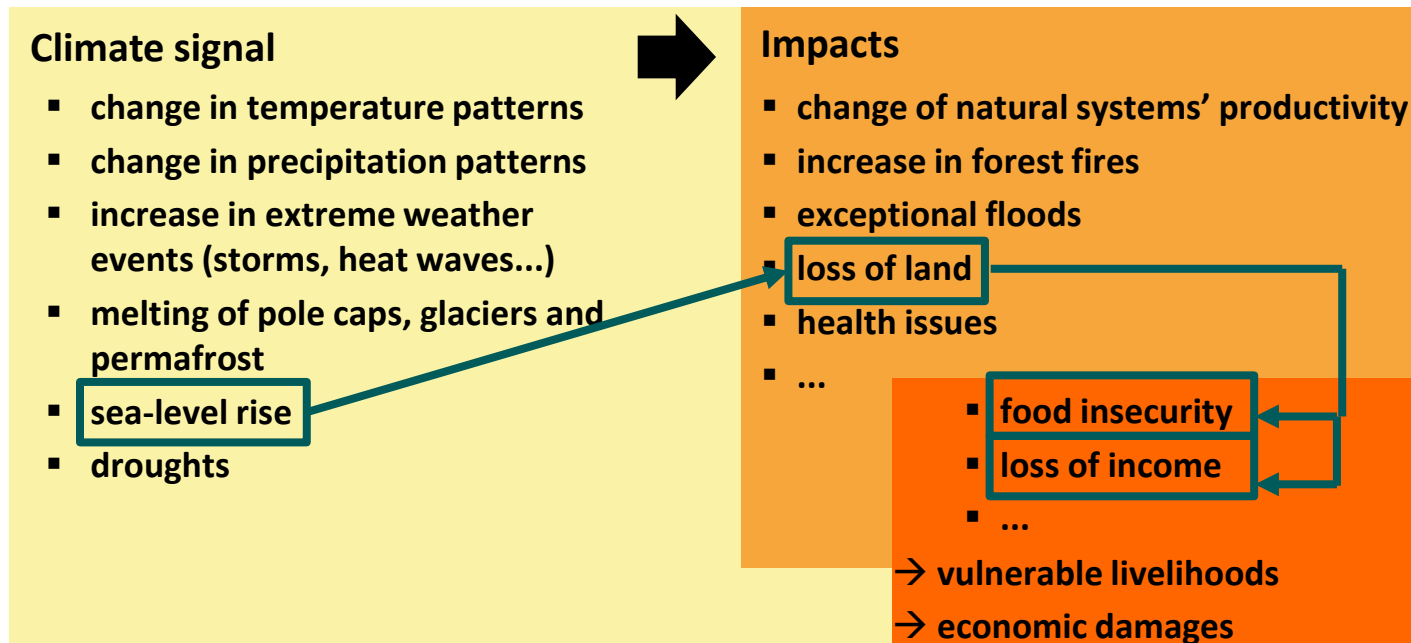 Climate signal
▪ change in temperature patterns
▪ change in precipitation patterns
▪ increase in extreme weather
events (storms, heat waves...)
▪ melting of pole caps, glaciers and
permafrost
▪ sea-level rise
▪ droughts
Impacts
▪ change of natural systems’ productivity
▪ increase in forest fires
▪ exceptional floods
▪ loss of land
▪ health issues
▪ ...
▪ food insecurity
▪ loss of income
▪ ...
→ vulnerable livelihoods
→ economic damages